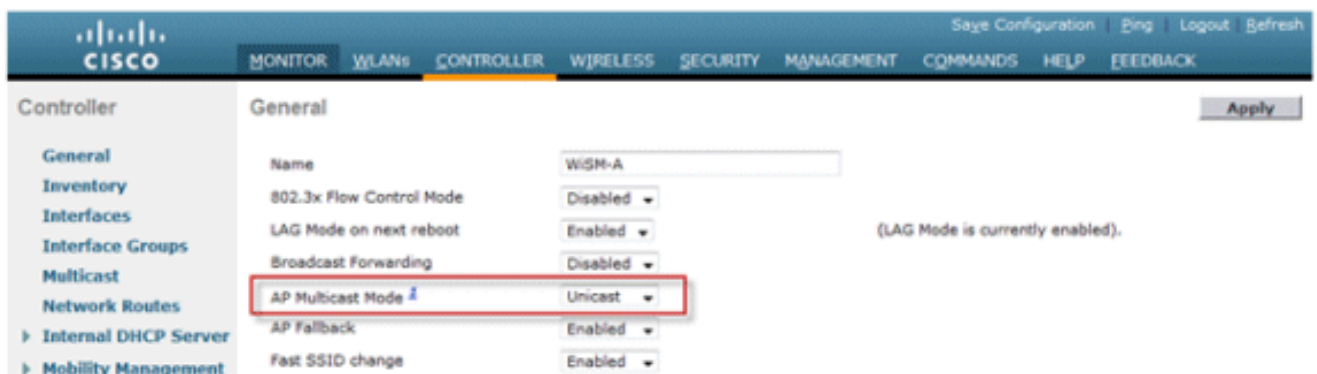 Save Configuration | Ping | Logout | Refresh
CISCO
MONITOR WLANs CONTROLLER WIRELESS SECURITY MANAGEMENT COMMANDS HELP FEEDBACK
Controller
General
Inventory
Interfaces
Interface Groups
Multicast
Network Routes
Internal DHCP Server
Mobility Management
General
Apply
Name WiSM-A
802.3x Flow Control Mode Disabled
LAG Mode on next reboot Enabled (LAG Mode is currently enabled).
Broadcast Forwarding Disabled
AP Multicast Mode Unicast
AP Fallback Enabled
Fast SSID change Enabled